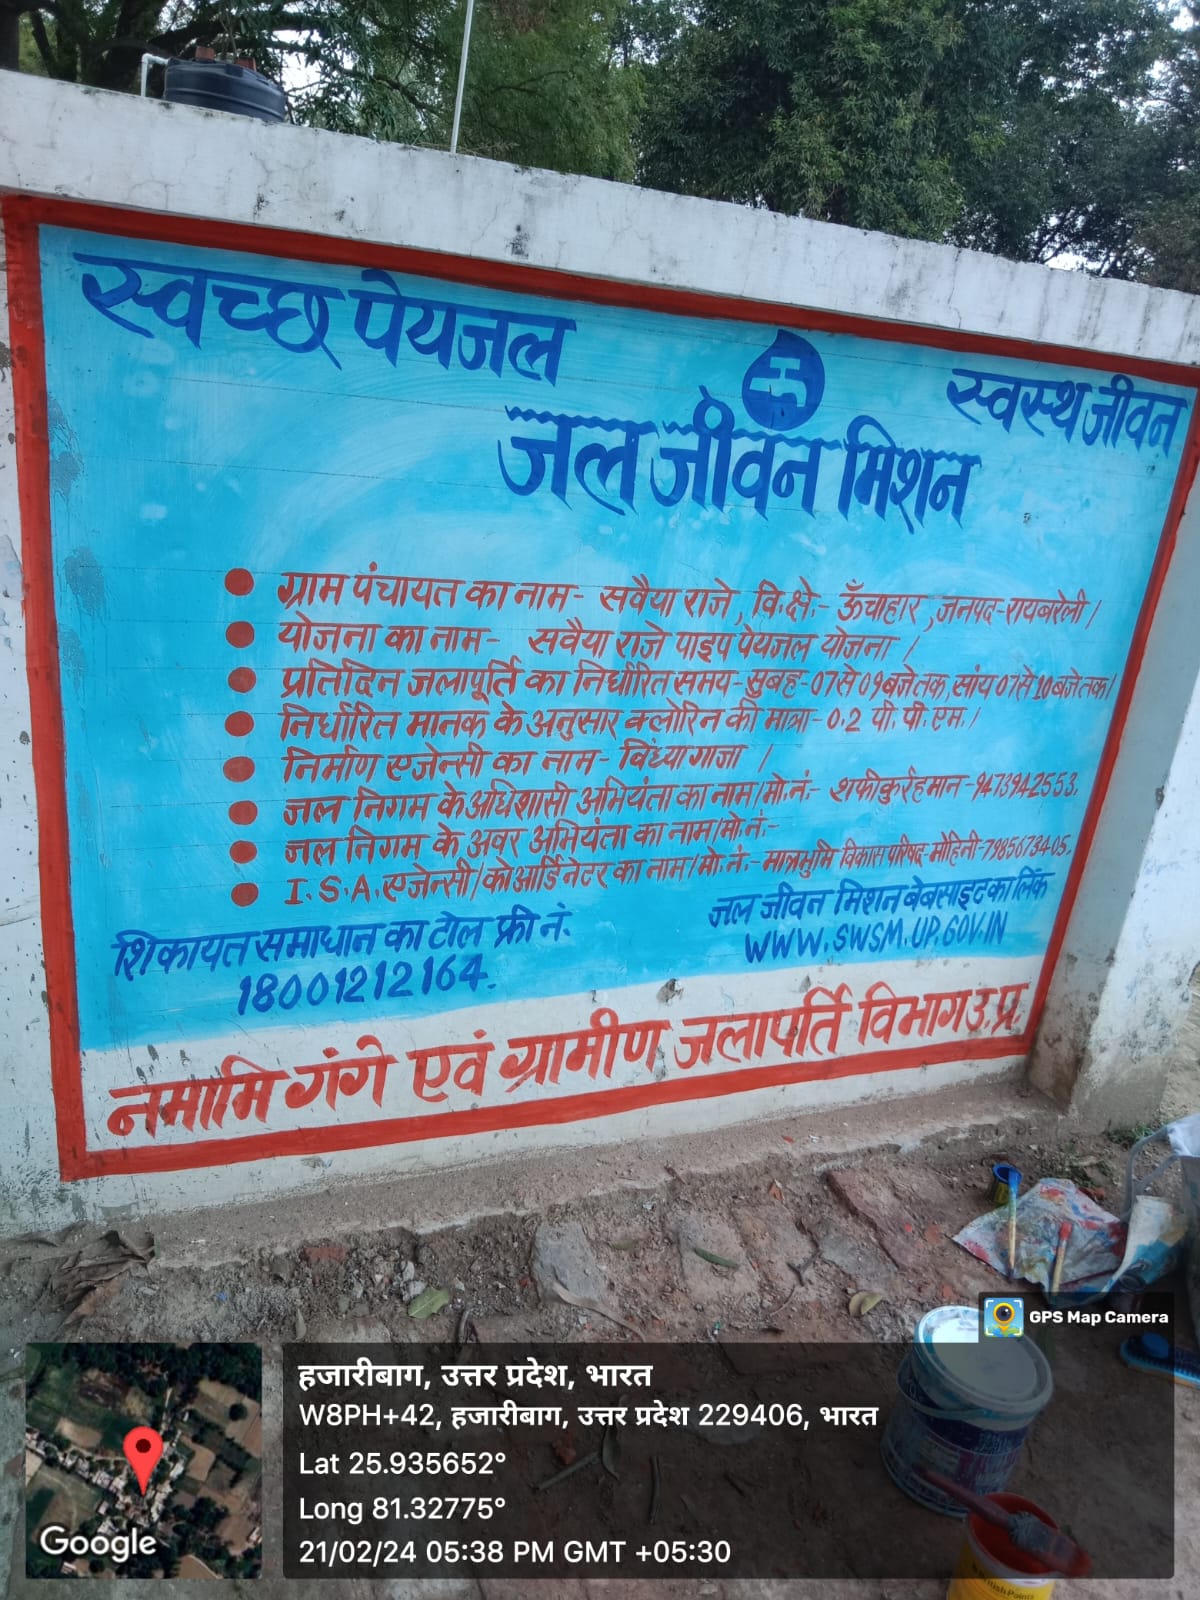 स्वच्छ पेयजल
स्वस्थ जीवन
जल जीवन मिशन
ग्राम पंचायत का नाम- सवैया राजे, वि.क्षे.- ऊँचाहार, जनपद-रायबरेली।
योजना का नाम- सवैया राजे पाइप पेयजल योजना ।
प्रतिदिन जलापूर्ति का निर्धारित समय-सुबह-07से 09बजे तक, सांय 07से 10बजे तक।
निर्धारित मानक के अनुसार क्लोरिन की मात्रा- 0.2 पी. पी. एम.।
निर्माण एजेन्सी का नाम- विंध्या गाजा ।
जल निगम के अधिशासी अभियंता का नाम/मो.नं.- शफीकुर्रहमान-9473942553.
जल निगम के अवर अभियंता का नाम/मो.नं.-
I.S.A. एजेन्सी/कोआर्डिनेटर का नाम/मो.नं.- मात्रभुमि विकास परिषद-मोहिनी-7985673405.
शिकायत समाधान का टोल फ्री नं.
18001212164.
जल जीवन मिशन बेबसाइट का लिंक
WWW.SWSM.UP.GOV.IN
नमामि गंगे एवं ग्रामीण जलापर्ति विभाग उ.प्र.
GPS Map Camera
हजारीबाग, उत्तर प्रदेश, भारत
W8PH+42, हजारीबाग, उत्तर प्रदेश 229406, भारत
Lat 25.935652°
Long 81.32775°
21/02/24 05:38 PM GMT +05:30
Google